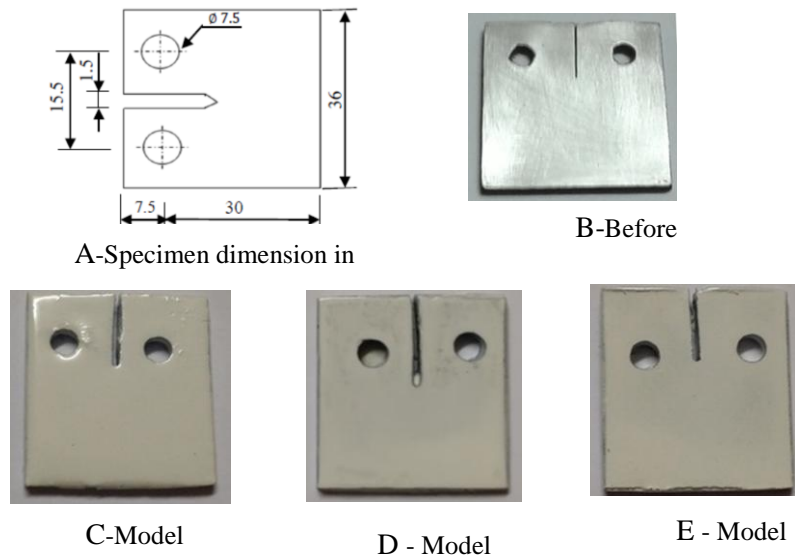 Ø 7.5
1.5
15.5
36
7.5
30
A-Specimen dimension in
B-Before
C-Model
D - Model
E - Model